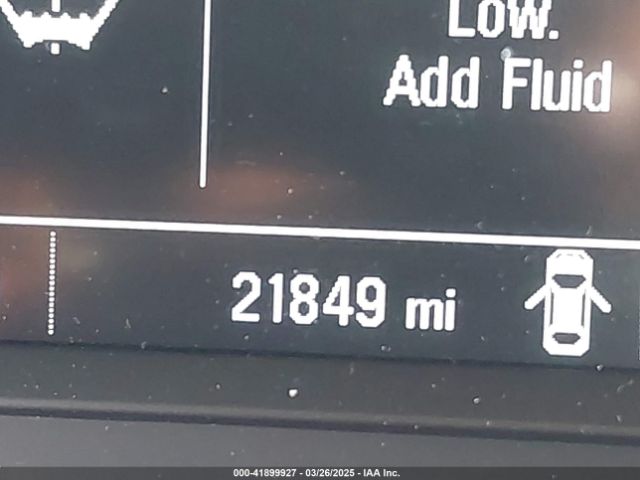 Low.
Add Fluid
21849 mi
000-41899927 - 03/26/2025 - IAA Inc.